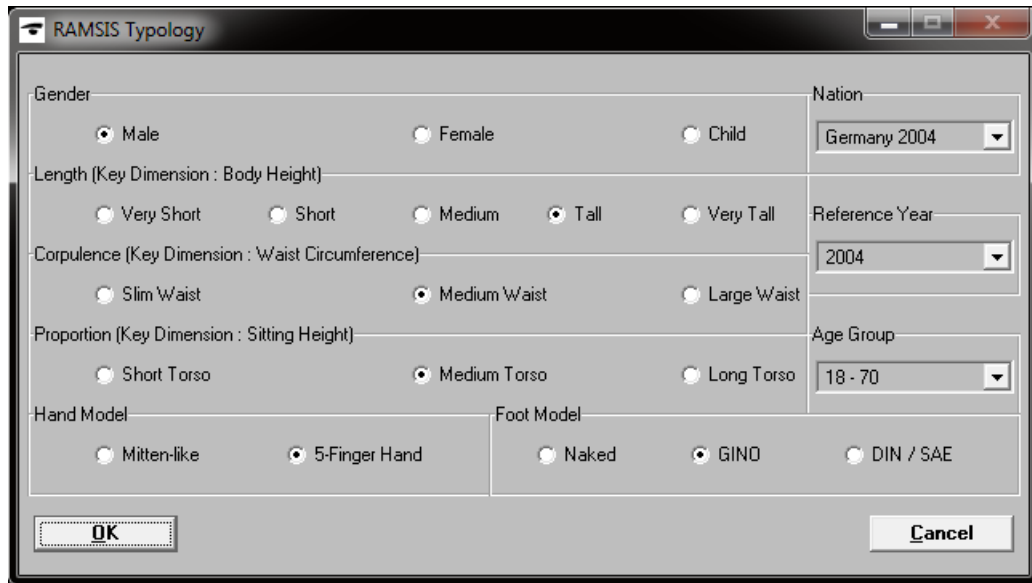 RAMSIS Typology
Gender
Nation
Male Female Child
Germany 2004
Length (Key Dimension : Body Height)
Very Short Short Medium Tall Very Tall
Reference Year
2004
Corpulence (Key Dimension : Waist Circumference)
Slim Waist Medium Waist Large Waist
Proportion (Key Dimension : Sitting Height)
Age Group
Short Torso Medium Torso Long Torso
18 - 70
Hand Model
Foot Model
Mitten-like 5-Finger Hand
Naked GINO DIN / SAE
OK
Cancel